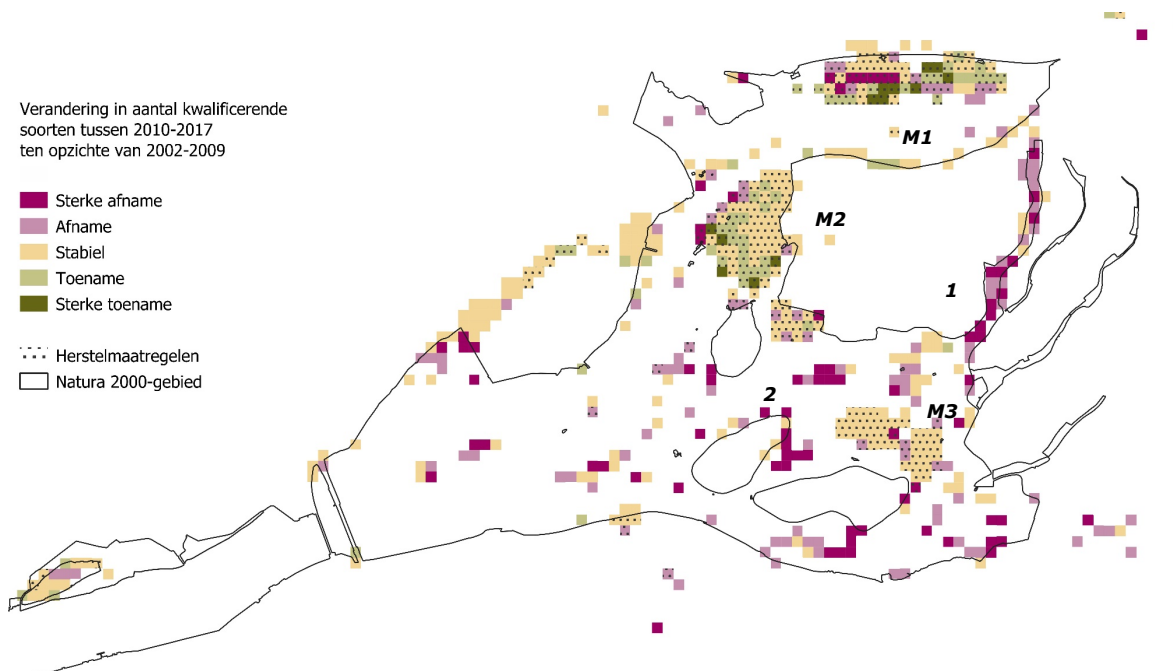 Verandering in aantal kwalificerende
soorten tussen 2010-2017
ten opzichte van 2002-2009
Sterke afname
Afname
Stabiel
Toename
Sterke toename
Herstelmaatregelen
Natura 2000-gebied
M1
M2
1
2
M3